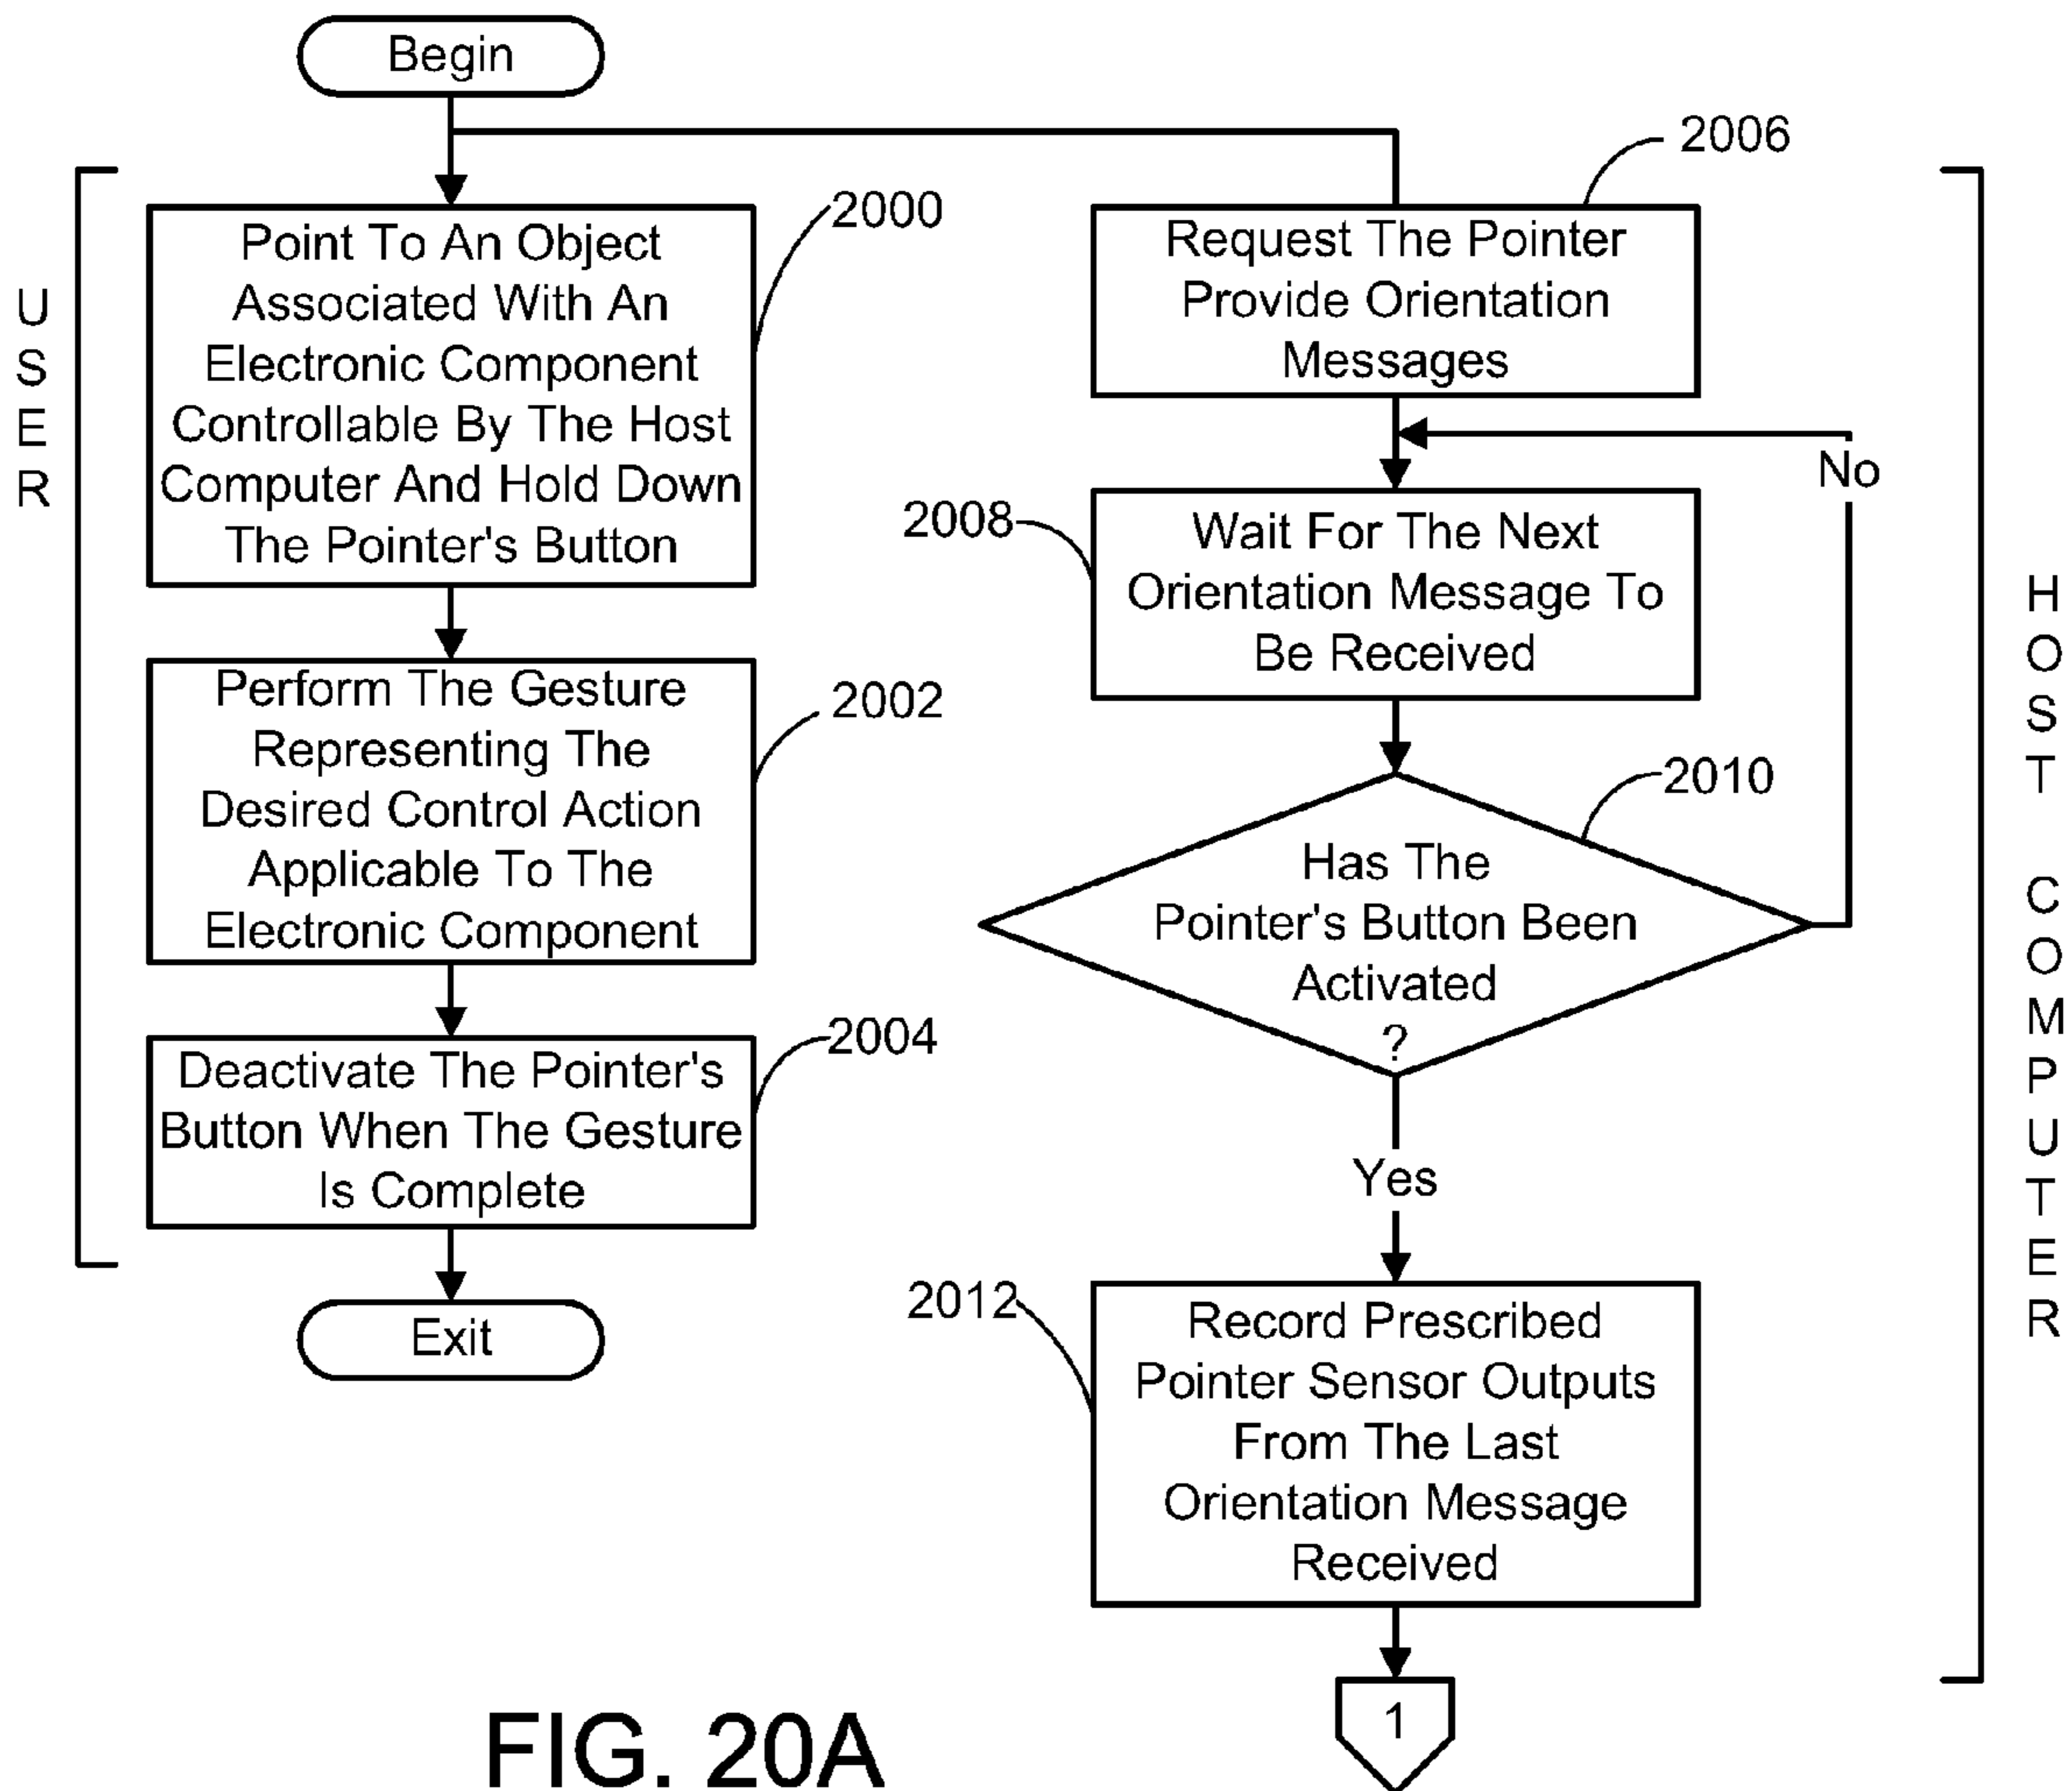 Begin
USER
2000
Point To An Object
Associated With An
Electronic Component
Controllable By The Host
Computer And Hold Down
The Pointer's Button
2002
Perform The Gesture
Representing The
Desired Control Action
Applicable To The
Electronic Component
2004
Deactivate The Pointer's
Button When The Gesture
Is Complete
Exit
2006
Request The Pointer
Provide Orientation
Messages
No
2008
Wait For The Next
Orientation Message To
Be Received
2010
Has The
Pointer's Button Been
Activated
?
Yes
2012
Record Prescribed
Pointer Sensor Outputs
From The Last
Orientation Message
Received
1
HOST COMPUTER
FIG. 20A